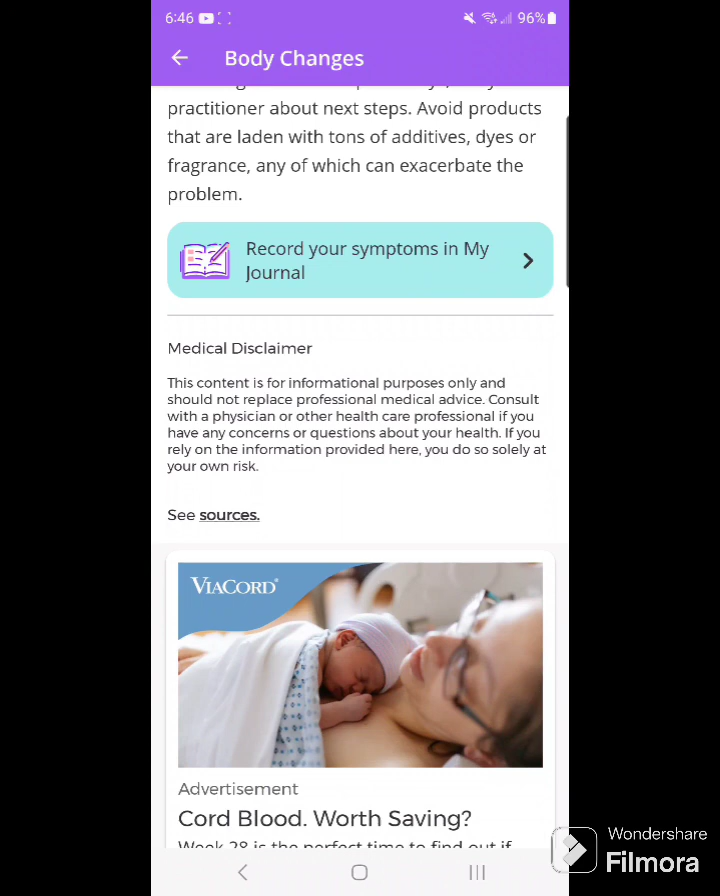 6:46 96%
Body Changes
practitioner about next steps. Avoid products
that are laden with tons of additives, dyes or
fragrance, any of which can exacerbate the
problem.
Record your symptoms in My
Journal
Medical Disclaimer
This content is for informational purposes only and
should not replace professional medical advice. Consult
with a physician or other health care professional if you
have any concerns or questions about your health. If you
rely on the information provided here, you do so solely at
your own risk.
See sources.
VIACORD®
Advertisement
Cord Blood. Worth Saving?
Week 28 is the perfect time to find out if
Wondershare
Filmora